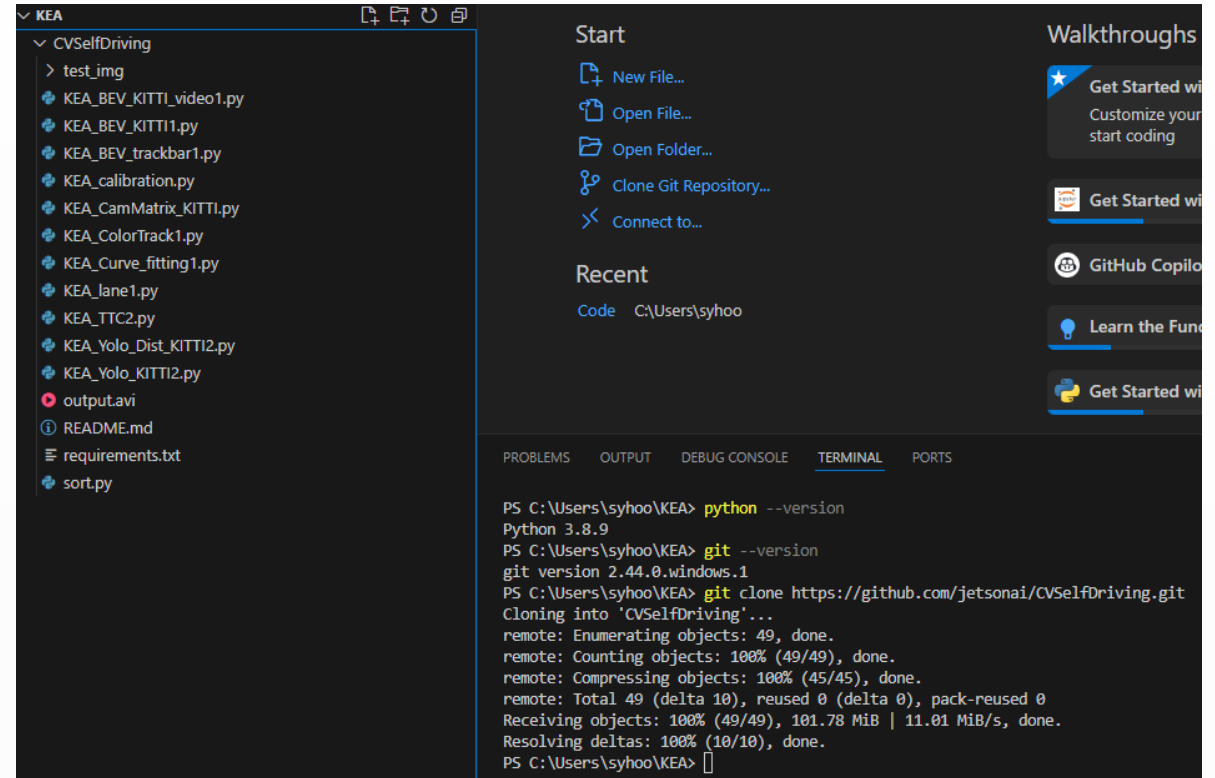 KEA
CVSelfDriving
test_img
KEA_BEV_KITTI_video1.py
KEA_BEV_KITTI1.py
KEA_BEV_trackbar1.py
KEA_calibration.py
KEA_CamMatrix_KITTI.py
KEA_ColorTrack1.py
KEA_Curve_fitting1.py
KEA_lane1.py
KEA_TTC2.py
KEA_Yolo_Dist_KITTI2.py
KEA_Yolo_KITTI2.py
output.avi
README.md
requirements.txt
sort.py
Start
New File...
Open File...
Open Folder...
Clone Git Repository...
Connect to...
Recent
Code C:\Users\syhoo
Walkthroughs
Get Started wi
Customize your
start coding
Get Started wi
GitHub Copilo
Learn the Fund
Get Started wi
PROBLEMS OUTPUT DEBUG CONSOLE TERMINAL PORTS
PS C:\Users\syhoo\KEA> python --version
Python 3.8.9
PS C:\Users\syhoo\KEA> git --version
git version 2.44.0.windows.1
PS C:\Users\syhoo\KEA> git clone https://github.com/jetsonai/CVSelfDriving.git
Cloning into 'CVSelfDriving'...
remote: Enumerating objects: 49, done.
remote: Counting objects: 100% (49/49), done.
remote: Compressing objects: 100% (45/45), done.
remote: Total 49 (delta 10), reused 0 (delta 0), pack-reused 0
Receiving objects: 100% (49/49), 101.78 MiB | 11.01 MiB/s, done.
Resolving deltas: 100% (10/10), done.
PS C:\Users\syhoo\KEA>